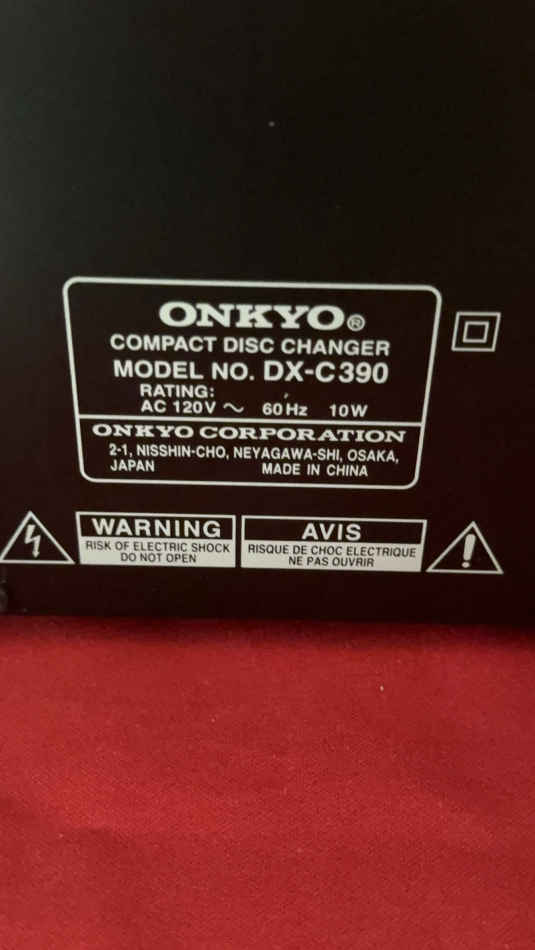 ONKYO®
COMPACT DISC CHANGER
MODEL NO. DX-C390
RATING:
AC 120V ~ 60 Hz 10W
ONKYO CORPORATION
2-1, NISSHIN-CHO, NEYAGAWA-SHI, OSAKA,
JAPAN MADE IN CHINA
WARNING
RISK OF ELECTRIC SHOCK
DO NOT OPEN
AVIS
RISQUE DE CHOC ELECTRIQUE
NE PAS OUVRIR